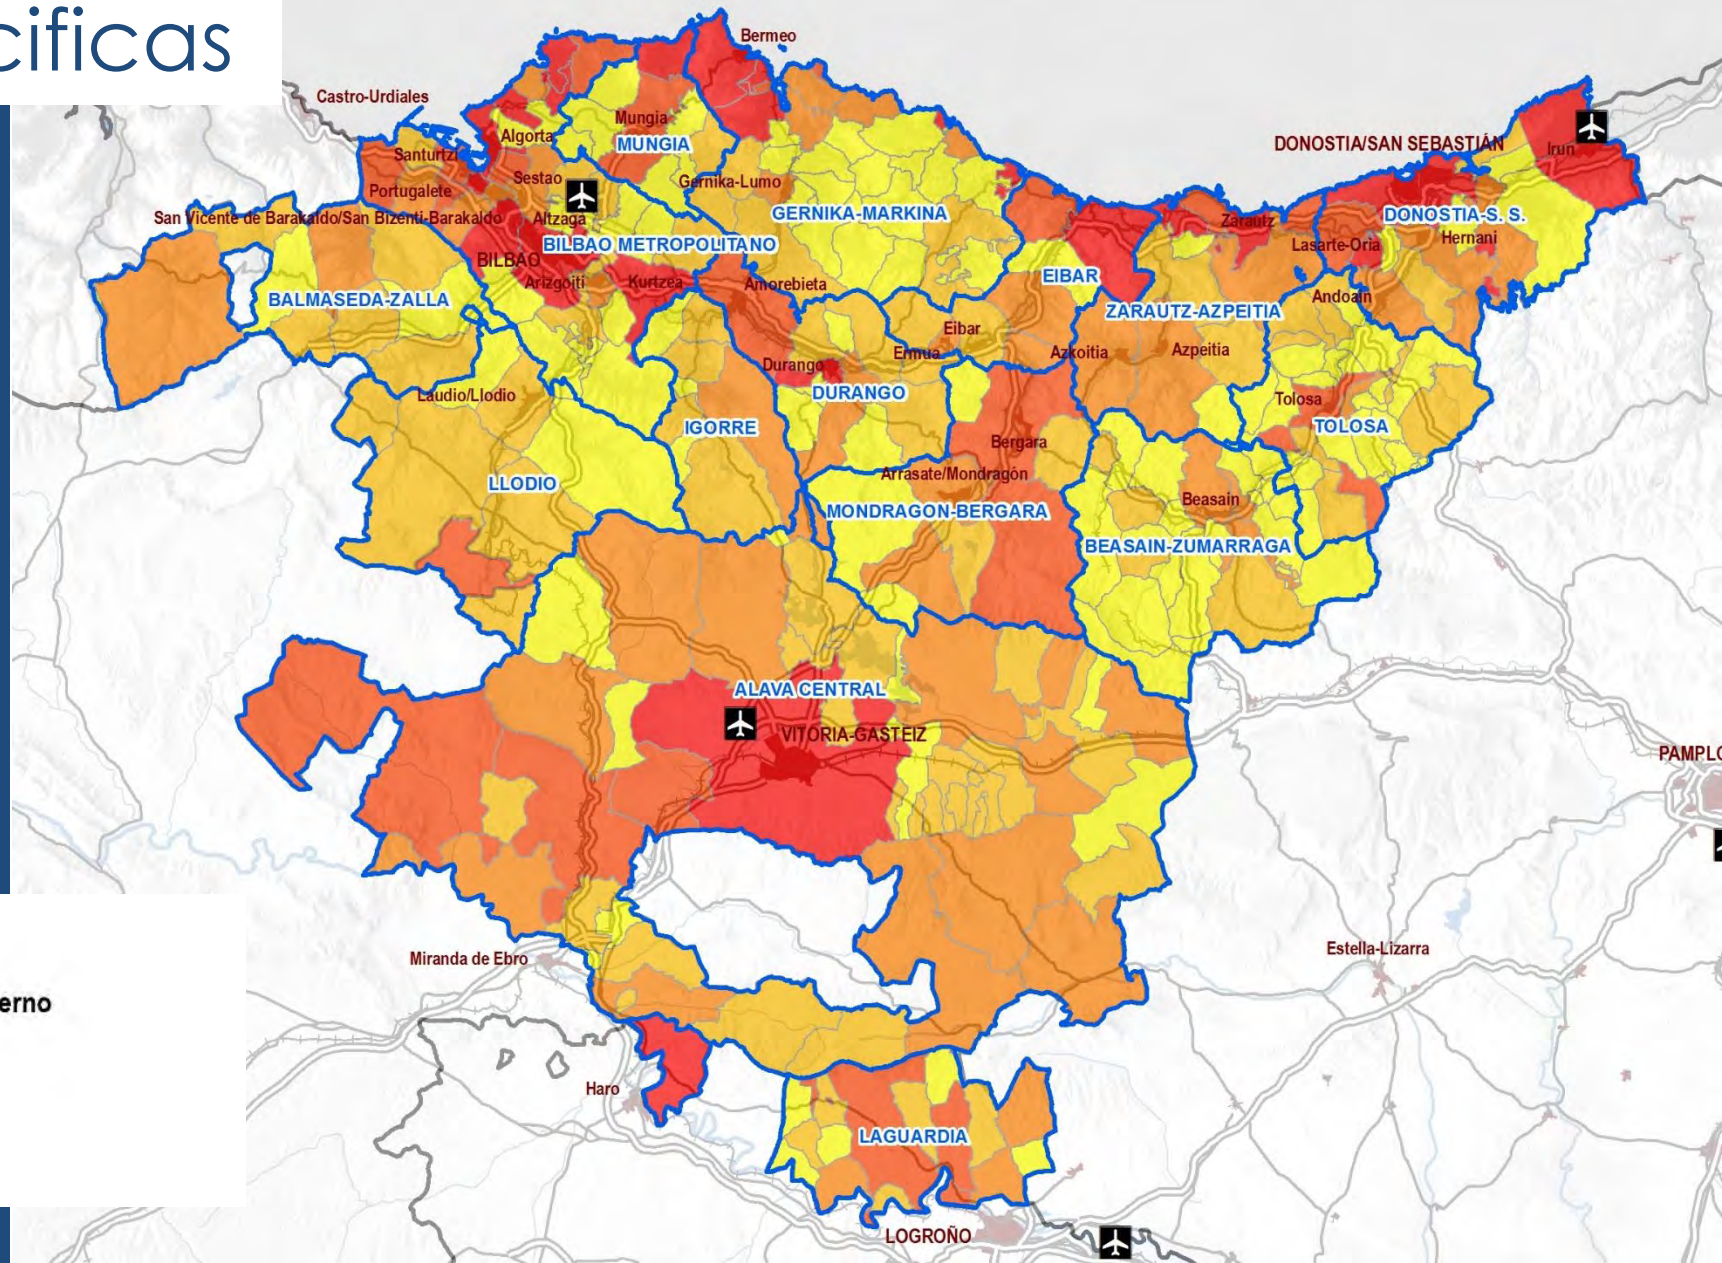 cificas
Bermeo
Castro-Urdiales
Mungia
Algorta
MUNGIA
DONOSTIA/SAN SEBASTIÁN
Irun
Santurtzi
Sestao
Gernika-Lumo
Portugalete
San Vicente de Barakaldo/San Bizenti-Barakaldo
Altzaga
GERNIKA-MARKINA
Zarautz
DONOSTIA-S. S.
BILBAO METROPOLITANO
Lasarte-Oria
Hernani
BILBAO
Arizgoiti
Kurtzea
Amorebieta
EIBAR
BALMASEDA-ZALLA
Andoain
ZARAUTZ-AZPEITIA
Eibar
Ermua
Azkoitia
Azpeitia
Durango
DURANGO
Laudio/Llodio
Tolosa
IGORRE
TOLOSA
Bergara
Arrasate/Mondragón
LLODIO
Beasain
MONDRAGON-BERGARA
BEASAIN-ZUMARRAGA
ALAVA CENTRAL
VITORIA-GASTEIZ
PAMPLO
Estella-Lizarra
Miranda de Ebro
erno
Haro
LAGUARDIA
LOGROÑO